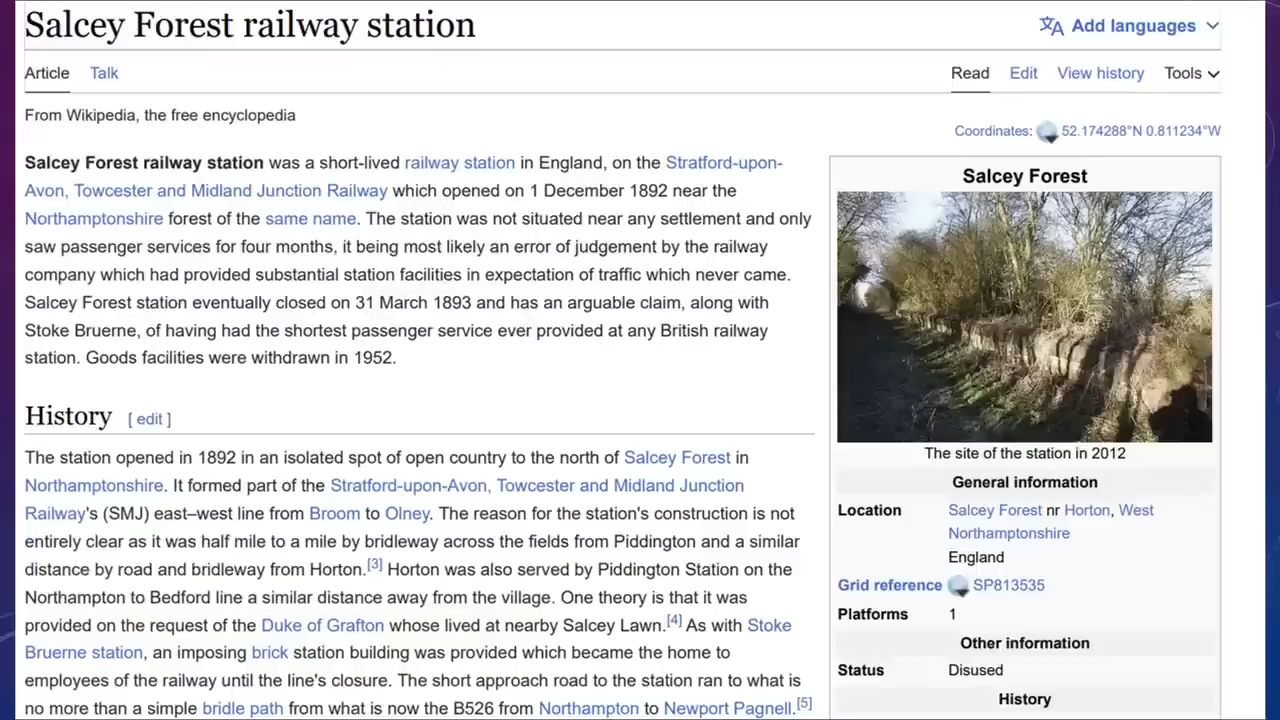 Salcey Forest railway station
Add languages
Article Talk
Read Edit View history Tools
From Wikipedia, the free encyclopedia
Coordinates: 52.174288°N 0.811234°W
Salcey Forest railway station was a short-lived railway station in England, on the Stratford-upon-
Avon, Towcester and Midland Junction Railway which opened on 1 December 1892 near the
Northamptonshire forest of the same name. The station was not situated near any settlement and only
saw passenger services for four months, it being most likely an error of judgement by the railway
company which had provided substantial station facilities in expectation of traffic which never came.
Salcey Forest station eventually closed on 31 March 1893 and has an arguable claim, along with
Stoke Bruerne, of having had the shortest passenger service ever provided at any British railway
station. Goods facilities were withdrawn in 1952.
History [ edit ]
The station opened in 1892 in an isolated spot of open country to the north of Salcey Forest in
Northamptonshire. It formed part of the Stratford-upon-Avon, Towcester and Midland Junction
Railway's (SMJ) east–west line from Broom to Olney. The reason for the station's construction is not
entirely clear as it was half mile to a mile by bridleway across the fields from Piddington and a similar
distance by road and bridleway from Horton.[3] Horton was also served by Piddington Station on the
Northampton to Bedford line similar distance away from the village. One theory is that it was
provided on the request of the Duke of Grafton whose lived at nearby Salcey Lawn.[4] As with Stoke
Bruerne station, an imposing brick station building was provided which became the home to
employees of the railway until the line's closure. The short approach road to the station ran to what is
no more than a simple bridle path from what is now the B526 from Northampton to Newport Pagnell.[5]
Salcey Forest
The site of the station in 2012
General information
Location Salcey Forest nr Horton, West
Northamptonshire
England
Grid reference SP813535
Platforms 1
Other information
Status Disused
History